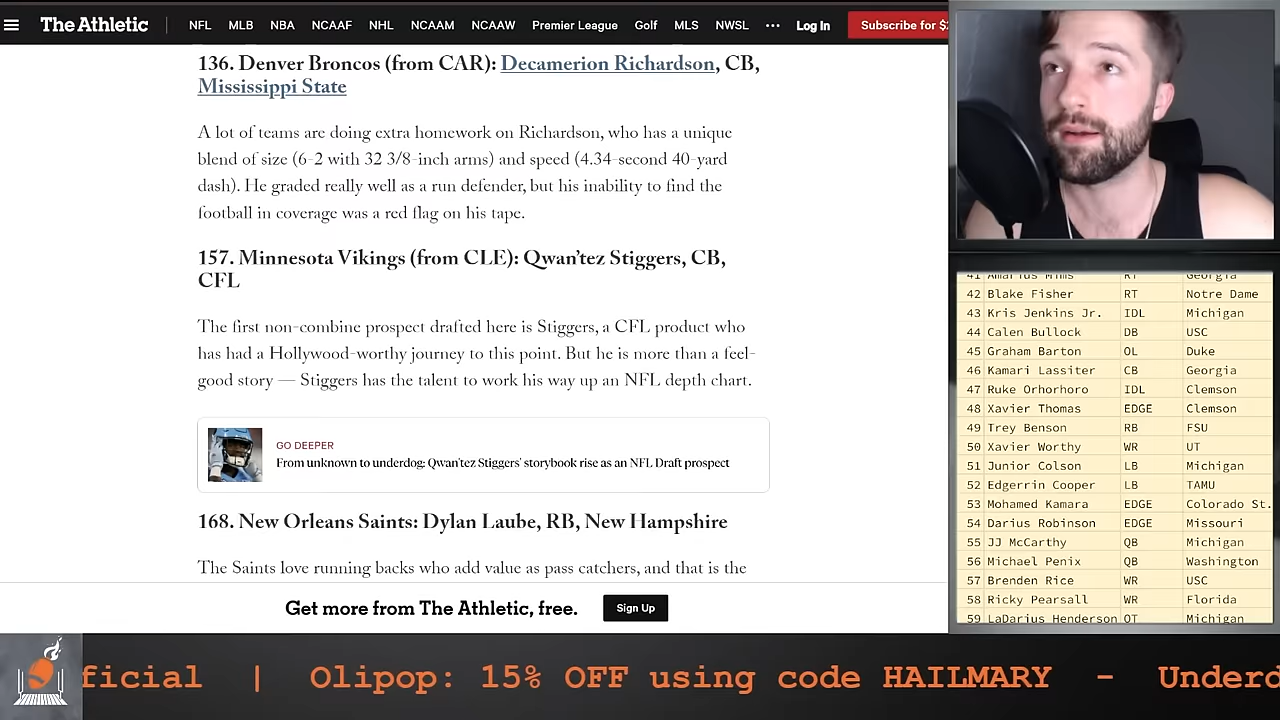 The Athletic NFL MLB NBA NCAAF NHL NCAAM NCAAW Premier League Golf MLS NWSL ••• Log In Subscribe for $
136. Denver Broncos (from CAR): Decamerion Richardson, CB,
Mississippi State
A lot of teams are doing extra homework on Richardson, who has a unique
blend of size (6-2 with 32 3/8-inch arms) and speed (4.34-second 40-yard
dash). He graded really well as a run defender, but his inability to find the
football in coverage was a red flag on his tape.
157. Minnesota Vikings (from CLE): Qwan’tez Stiggers, CB,
CFL
The first non-combine prospect drafted here is Stiggers, a CFL product who
has had a Hollywood-worthy journey to this point. But he is more than a feel-
good story — Stiggers has the talent to work his way up an NFL depth chart.
GO DEEPER
From unknown to underdog: Qwan'tez Stiggers' storybook rise as an NFL Draft prospect
168. New Orleans Saints: Dylan Laube, RB, New Hampshire
The Saints love running backs who add value as pass catchers, and that is the
Get more from The Athletic, free. Sign Up
41 Amarius Mims RT Georgia
42 Blake Fisher RT Notre Dame
43 Kris Jenkins Jr. IDL Michigan
44 Calen Bullock DB USC
45 Graham Barton OL Duke
46 Kamari Lassiter CB Georgia
47 Ruke Orhorhoro IDL Clemson
48 Xavier Thomas EDGE Clemson
49 Trey Benson RB FSU
50 Xavier Worthy WR UT
51 Junior Colson LB Michigan
52 Edgerrin Cooper LB TAMU
53 Mohamed Kamara EDGE Colorado St.
54 Darius Robinson EDGE Missouri
55 JJ McCarthy QB Michigan
56 Michael Penix QB Washington
57 Brenden Rice WR USC
58 Ricky Pearsall WR Florida
59 LaDarius Henderson OT Michigan
ficial | Olipop: 15% OFF using code HAILMARY - Underd